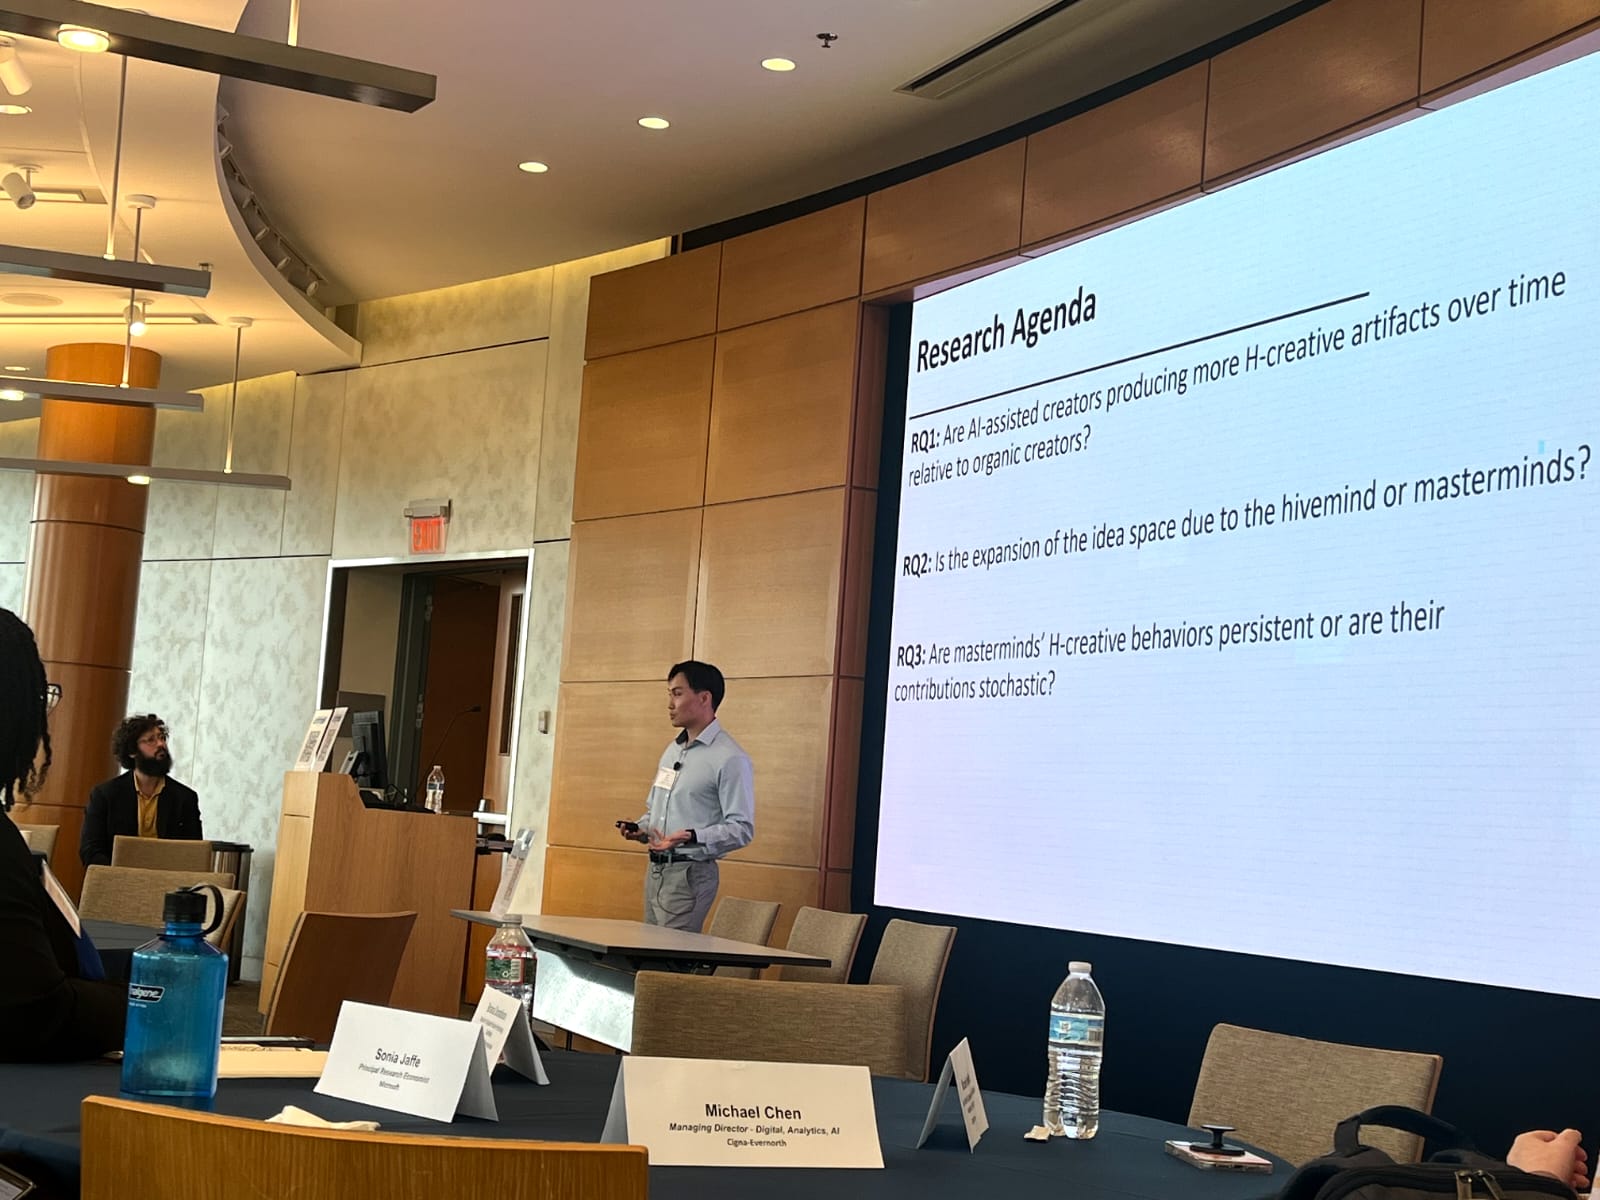 Research Agenda
RQ1: Are AI-assisted creators producing more H-creative artifacts over time
relative to organic creators?
RQ2: Is the expansion of the idea space due to the hivemind or masterminds?
RQ3: Are masterminds' H-creative behaviors persistent or are their
contributions stochastic?
EXIT
nalgene
Sonia Jaffe
Principal Research Economist
Microsoft
Michael Chen
Managing Director - Digital, Analytics, AI
Cigna-Evernorth